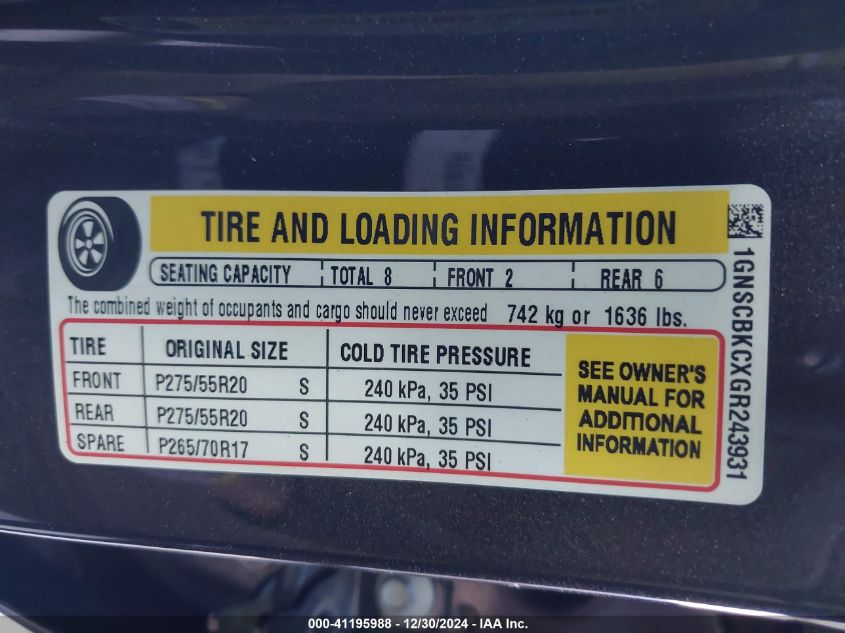 TIRE AND LOADING INFORMATION
SEATING CAPACITY TOTAL 8 FRONT 2 REAR 6
The combined weight of occupants and cargo should never exceed 742 kg or 1636 lbs.
TIRE ORIGINAL SIZE COLD TIRE PRESSURE
FRONT P275/55R20 S 240 kPa, 35 PSI
REAR P275/55R20 S 240 kPa, 35 PSI
SPARE P265/70R17 S 240 kPa, 35 PSI
SEE OWNER'S
MANUAL FOR
ADDITIONAL
INFORMATION
1GNSCBKCXGR243931
000-41195988 - 12/30/2024 - IAA Inc.